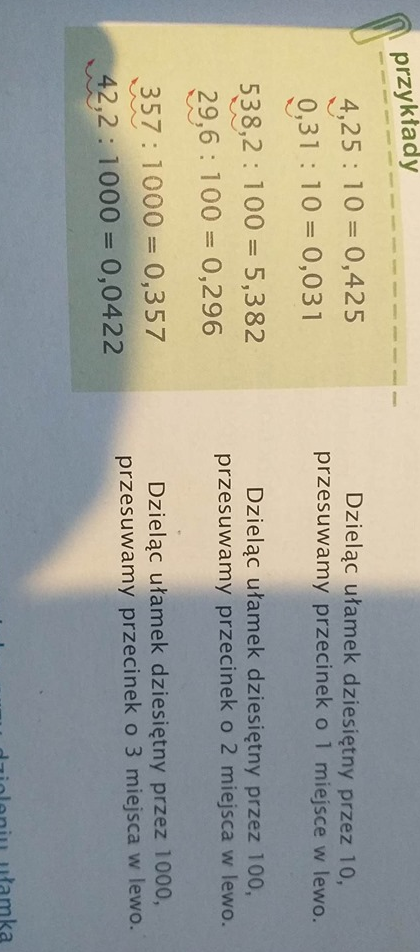 przykłady
4,25 : 10 = 0,425
0,31 : 10 = 0,031
538,2 : 100 = 5,382
29,6 : 100 = 0,296
357 : 1000 = 0,357
42,2 : 1000 = 0,0422
Dzieląc ułamek dziesiętny przez 10,
przesuwamy przecinek o 1 miejsce w lewo.
Dzieląc ułamek dziesiętny przez 100,
przesuwamy przecinek o 2 miejsca w lewo.
Dzieląc ułamek dziesiętny przez 1000,
przesuwamy przecinek o 3 miejsca w lewo.
dzieleniu ułamka